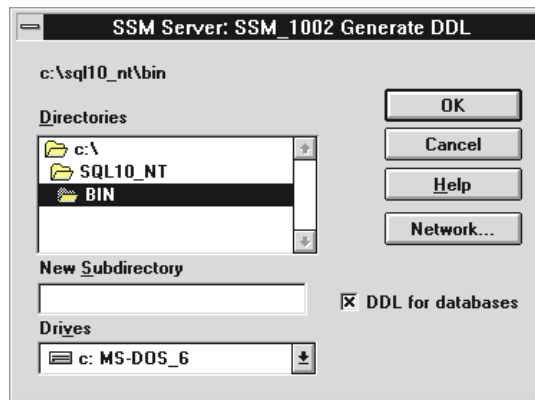 SSM Server: SSM_1002 Generate DDL
c:\sql10_nt\bin
Directories
c:\
SQL10_NT
BIN
New Subdirectory
Drives
c: MS-DOS_6
OK
Cancel
Help
Network...
DDL for databases